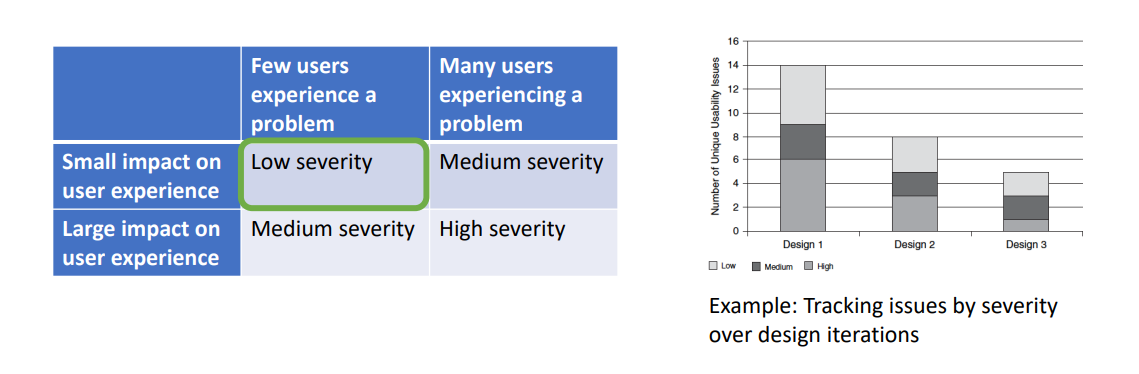 Few users
experience a
problem
Many users
experiencing a
problem
Small impact on
user experience
Low severity
Medium severity
Large impact on
user experience
Medium severity
High severity
Number of Unique Usability Issues
16
14
12
10
8
6
4
2
0
Design 1
Design 2
Design 3
Low
Medium
High
Example: Tracking issues by severity
over design iterations